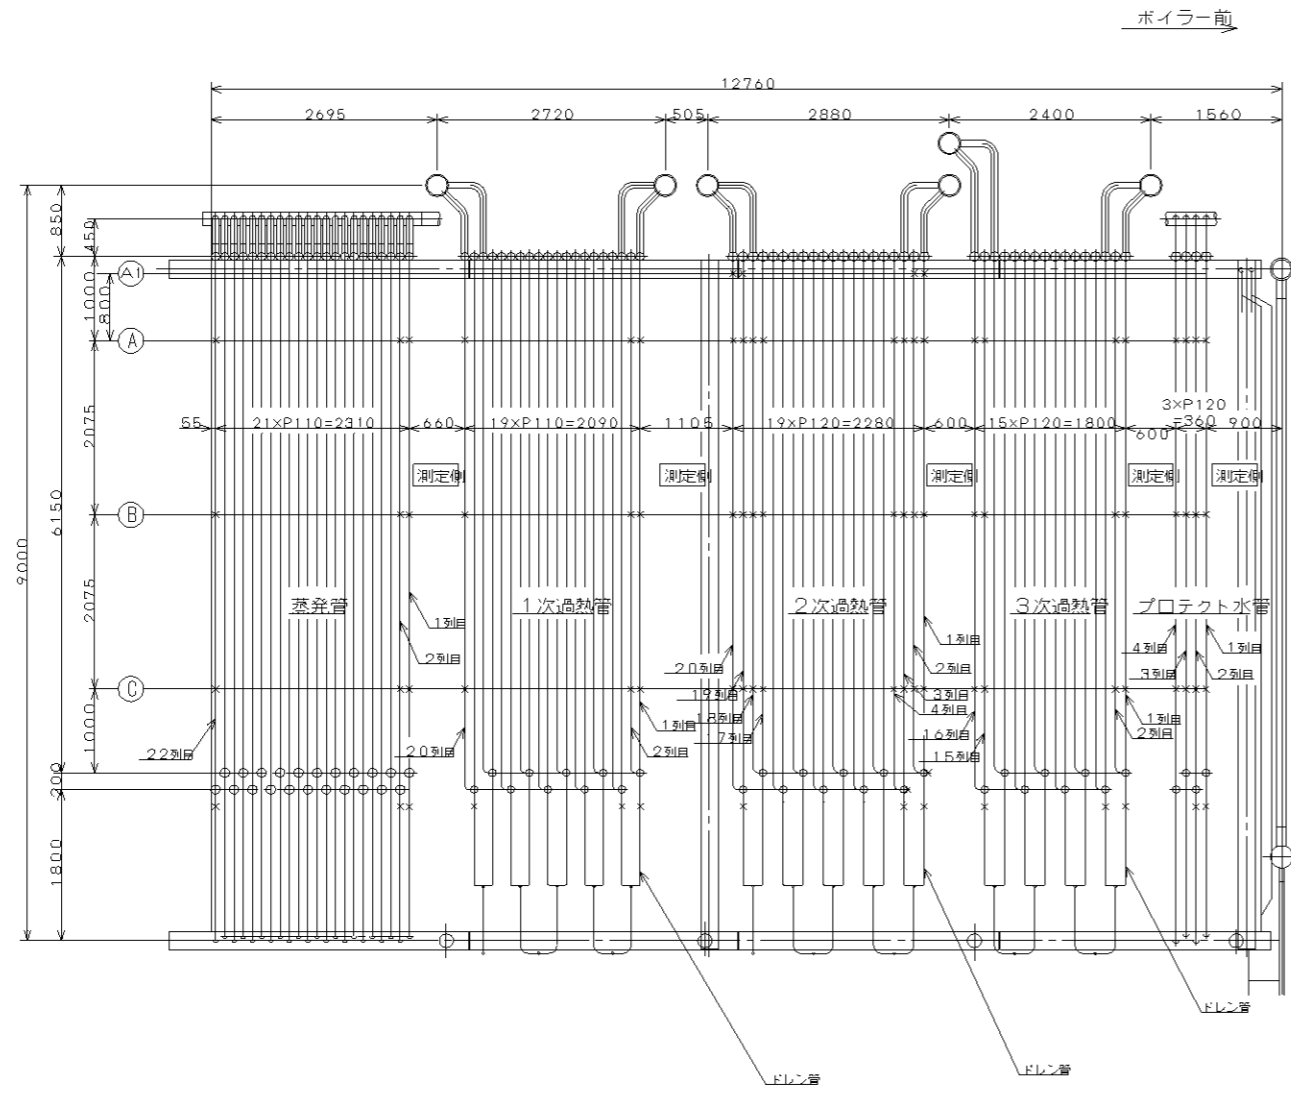 ボイラー前
12760
2695
2720
505
2880
2400
1560
850
450
A1
1000
800
A
2075
55
21×P110=2310
660
19×P110=2090
1105
19×P120=2280
600
15×P120=1800
600
3×P120
=360
900
測定側
測定側
測定側
測定側
測定側
6150
B
9000
2075
蒸発管
1次過熱管
2次過熱管
3次過熱管
プロテクト水管
1列目
2列目
1列目
2列目
4列目
3列目
1列目
2列目
20列目
19列目
18列目
17列目
3列目
4列目
C
1000
22列目
20列目
1列目
2列目
16列目
15列目
1列目
2列目
200
1800
ドレン管
ドレン管
ドレン管